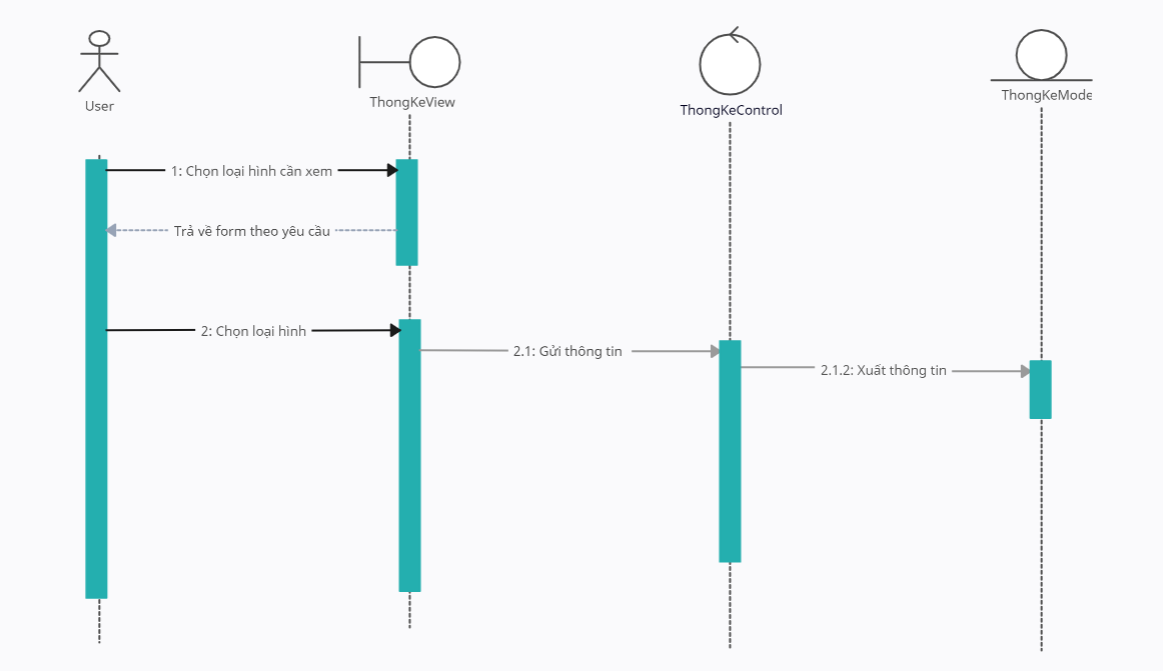 User
ThongKeView
ThongKeControl
ThongKeMode
1: Chọn loại hình cần xem
Trả về form theo yêu cầu
2: Chọn loại hình
2.1: Gửi thông tin
2.1.2: Xuất thông tin